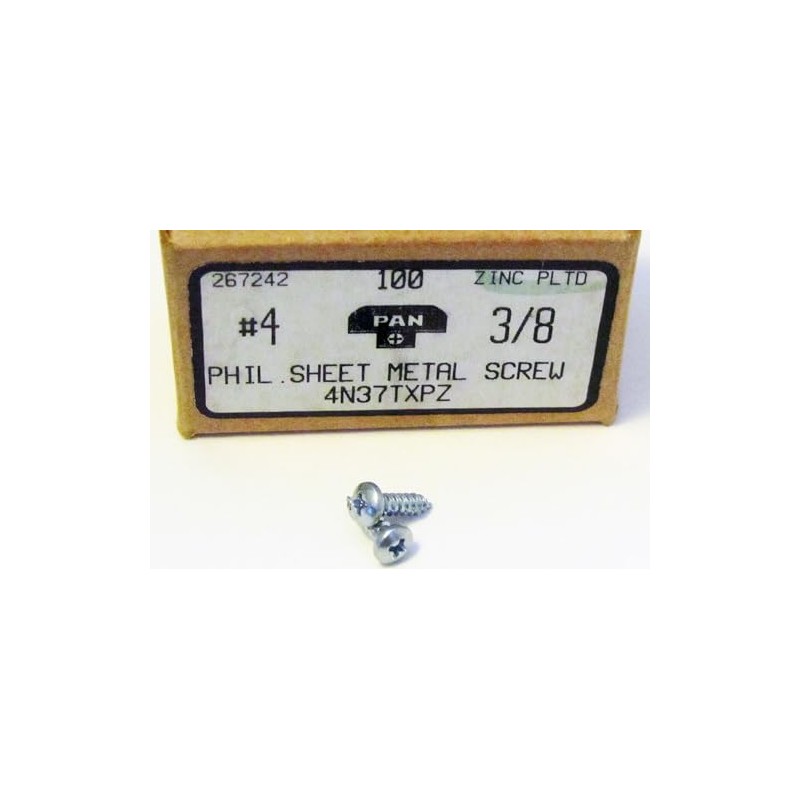 267242 100 ZINC PLTD
#4 PAN 3/8
PHIL. SHEET METAL SCREW
4N37TXPZ